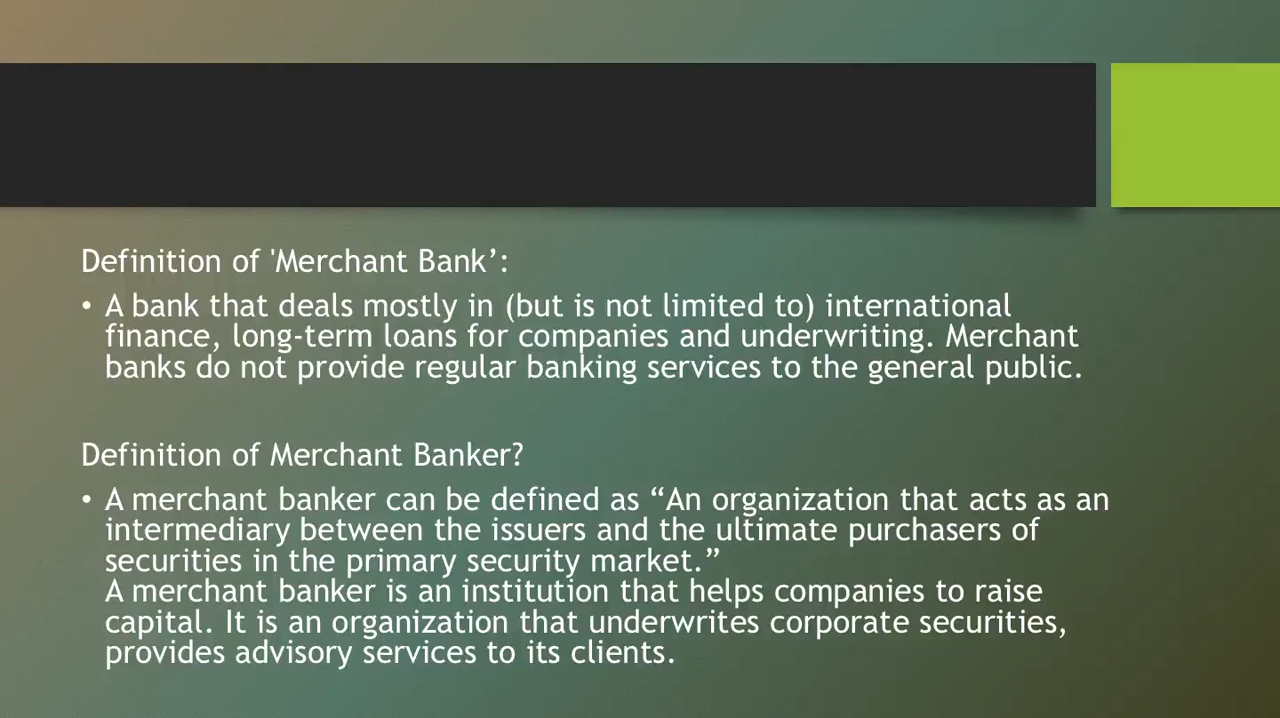 Definition of 'Merchant Bank’:
• A bank that deals mostly in (but is not limited to) international
finance, long-term loans for companies and underwriting. Merchant
banks do not provide regular banking services to the general public.
Definition of Merchant Banker?
• A merchant banker can be defined as “An organization that acts as an
intermediary between the issuers and the ultimate purchasers of
securities in the primary security market.”
A merchant banker is an institution that helps companies to raise
capital. It is an organization that underwrites corporate securities,
provides advisory services to its clients.